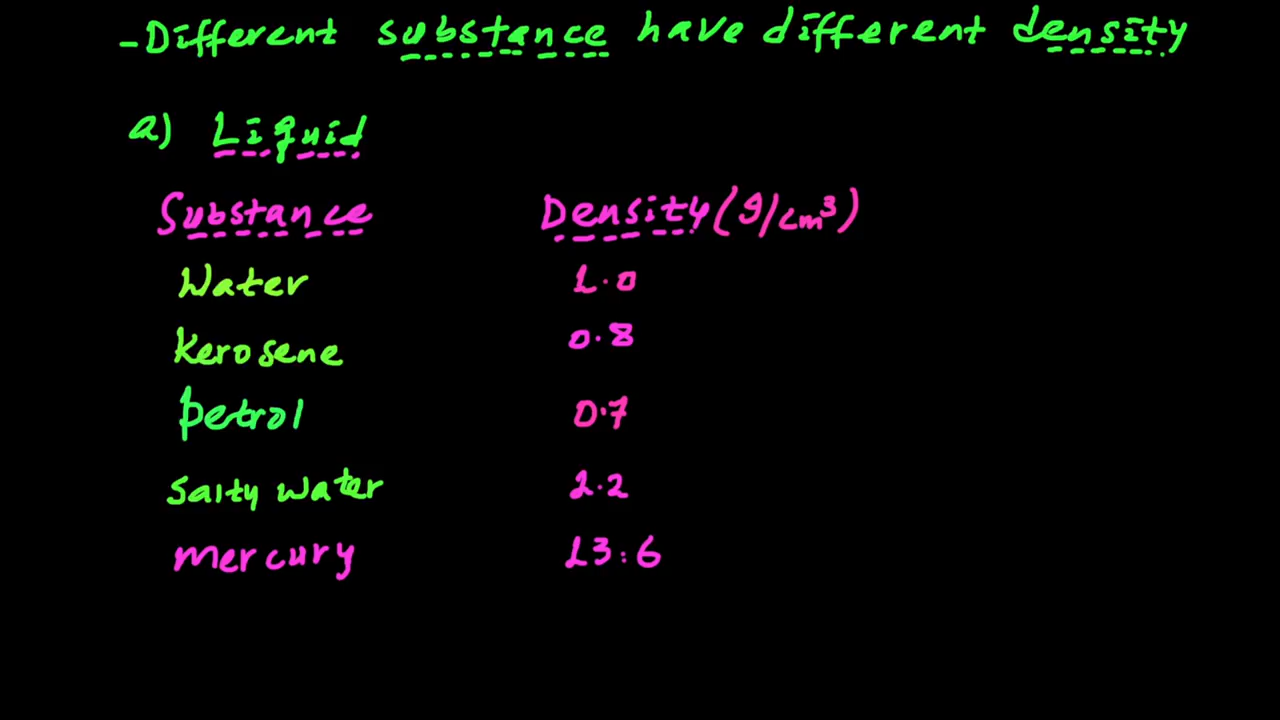 - Different substance have different density
a) Liquid
Substance Density (g/cm³)
Water 1.0
Kerosene 0.8
Petrol 0.7
Salty water 1.2
mercury 13:6